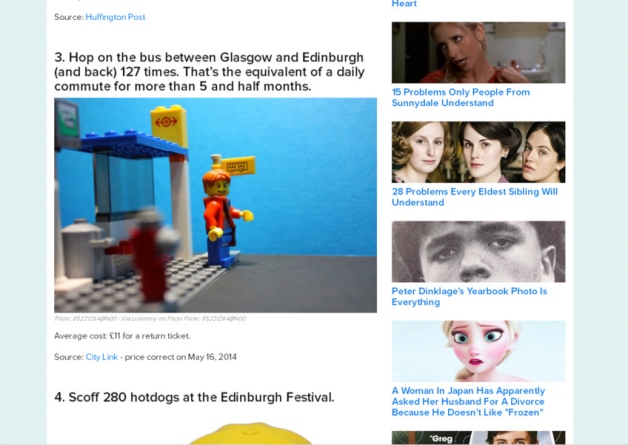 Source: Huffington Post
3. Hop on the bus between Glasgow and Edinburgh
(and back) 127 times. That's the equivalent of a daily
commute for more than 5 and half months.
Flickr: 85221264@N00 / Via Lummmy on Flickr Flickr: 85221264@N00
Average cost: £11 for a return ticket.
Source: City Link - price correct on May 16, 2014
4. Scoff 280 hotdogs at the Edinburgh Festival.
Heart
15 Problems Only People From
Sunnydale Understand
28 Problems Every Eldest Sibling Will
Understand
Peter Dinklage's Yearbook Photo Is
Everything
A Woman In Japan Has Apparently
Asked Her Husband For A Divorce
Because He Doesn't Like "Frozen"
"Greg